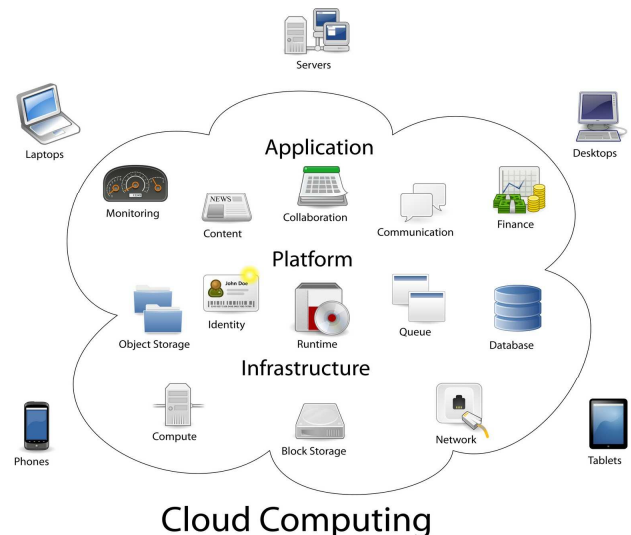 Servers
Laptops
Desktops
Application
Monitoring
NEWS
Content
Collaboration
Communication
Finance
Platform
John Doe
Object Storage
Identity
Runtime
Queue
Database
Infrastructure
Compute
Block Storage
Network
Phones
Tablets
Cloud Computing